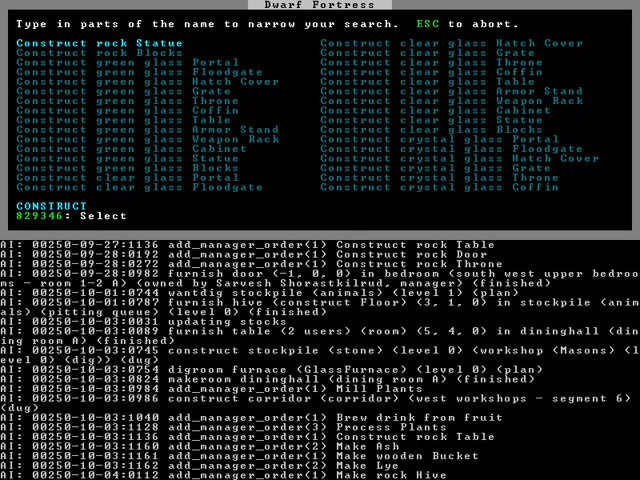 Dwarf Fortress
Type in parts of the name to narrow your search.  ESC to abort.
Construct rock Statue
Construct rock Blocks
Construct green glass Portal
Construct green glass Floodgate
Construct green glass Hatch Cover
Construct green glass Grate
Construct green glass Throne
Construct green glass Coffin
Construct green glass Table
Construct green glass Armor Stand
Construct green glass Weapon Rack
Construct green glass Cabinet
Construct green glass Statue
Construct green glass Blocks
Construct clear glass Portal
Construct clear glass Floodgate
Construct clear glass Hatch Cover
Construct clear glass Grate
Construct clear glass Throne
Construct clear glass Coffin
Construct clear glass Table
Construct clear glass Armor Stand
Construct clear glass Weapon Rack
Construct clear glass Cabinet
Construct clear glass Statue
Construct clear glass Blocks
Construct crystal glass Portal
Construct crystal glass Floodgate
Construct crystal glass Hatch Cover
Construct crystal glass Grate
Construct crystal glass Throne
Construct crystal glass Coffin
CONSTRUCT
829346: Select
AI: 00250-09-27:1136 add_manager_order(1) Construct rock Table
AI: 00250-09-28:0192 add_manager_order(1) Construct rock Door
AI: 00250-09-28:0272 add_manager_order(1) Construct rock Throne
AI: 00250-09-28:0982 furnish door (-1, 0, 0) in bedroom (south west upper bedroo
ms - room 1-2 A) (owned by Sarvesh Shorastkilrud, manager) (finished)
AI: 00250-10-01:0744 wantdig stockpile (animals) (level 1) (plan)
AI: 00250-10-01:0787 furnish hive (construct Floor) (3, 1, 0) in stockpile (anim
als) (pitting queue) (level 0) (finished)
AI: 00250-10-03:0031 updating stocks
AI: 00250-10-03:0089 furnish table (2 users) (room) (5, 4, 0) in dininghall (din
ing room A) (finished)
AI: 00250-10-03:0745 construct stockpile (stone) (level 0) (workshop (Masons) (l
evel 0) (dig)) (dug)
AI: 00250-10-03:0754 digroom furnace (GlassFurnace) (level 0) (plan)
AI: 00250-10-03:0824 makeroom dininghall (dining room A) (finished)
AI: 00250-10-03:0984 add_manager_order(1) Mill Plants
AI: 00250-10-03:0986 construct corridor (corridor) (west workshops - segment 6)
(dug)
AI: 00250-10-03:1040 add_manager_order(1) Brew drink from fruit
AI: 00250-10-03:1128 add_manager_order(3) Process Plants
AI: 00250-10-03:1136 add_manager_order(1) Construct rock Table
AI: 00250-10-03:1160 add_manager_order(2) Make Ash
AI: 00250-10-03:1161 add_manager_order(1) Make wooden Bucket
AI: 00250-10-03:1162 add_manager_order(2) Make Lye
AI: 00250-10-04:0112 add_manager_order(1) Make rock Hive